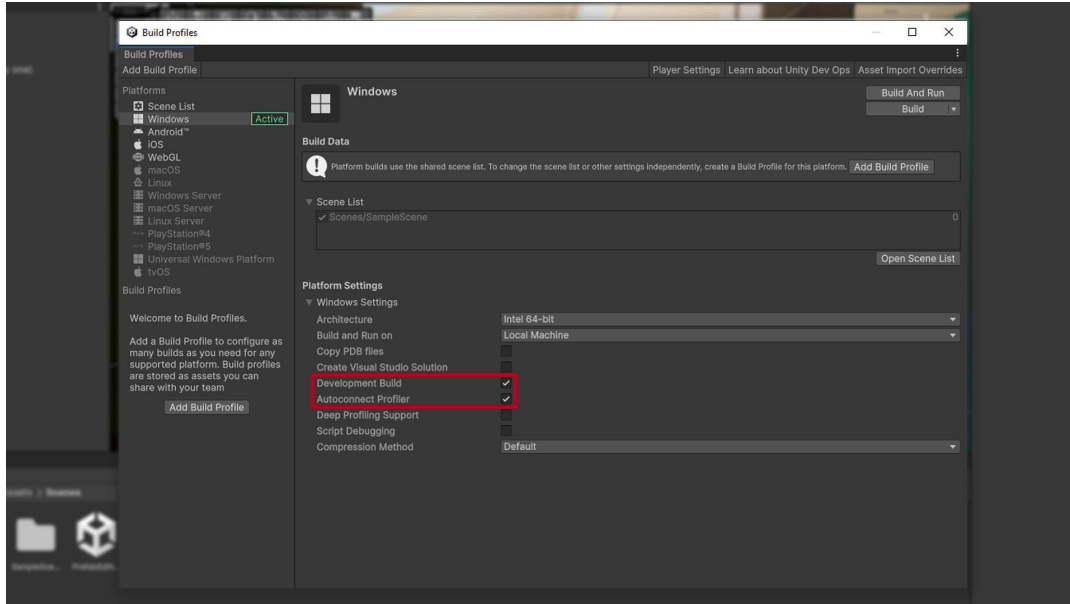 Build Profiles
Build Profiles
Add Build Profile
Player Settings Learn about Unity Dev Ops Asset Import Overrides
Platforms
Scene List
Windows Active
Android™
iOS
WebGL
macOS
Linux
Windows Server
macOS Server
Linux Server
PlayStation®4
PlayStation®5
Universal Windows Platform
tvOS
Build Profiles
Welcome to Build Profiles.
Add a Build Profile to configure as
many builds as you need for any
supported platform. Build profiles
are stored as assets you can
share with your team
Add Build Profile
Windows
Build And Run
Build
Build Data
Platform builds use the shared scene list. To change the scene list or other settings independently, create a Build Profile for this platform. Add Build Profile
Scene List
Scenes/SampleScene 0
Open Scene List
Platform Settings
Windows Settings
Architecture Intel 64-bit
Build and Run on Local Machine
Copy PDB files
Create Visual Studio Solution
Development Build
Autoconnect Profiler
Deep Profiling Support
Script Debugging
Compression Method Default
Scenes